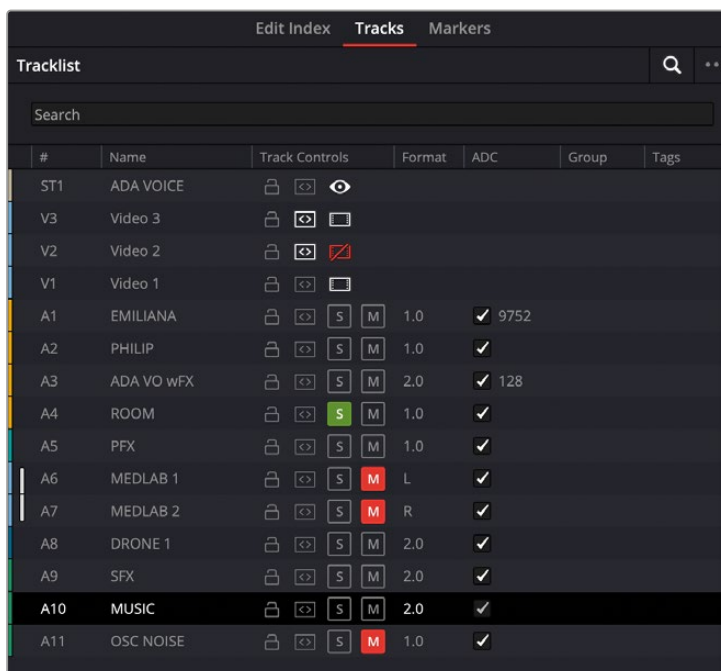 Edit Index Tracks Markers
Tracklist
Search
# Name Track Controls Format ADC Group Tags
ST1 ADA VOICE
V3 Video 3
V2 Video 2
V1 Video 1
A1 EMILIANA S M 1.0 9752
A2 PHILIP S M 1.0
A3 ADA VO wFX S M 2.0 128
A4 ROOM S M 1.0
A5 PFX S M 1.0
A6 MEDLAB 1 S M L
A7 MEDLAB 2 S M R
A8 DRONE 1 S M 2.0
A9 SFX S M 2.0
A10 MUSIC S M 2.0
A11 OSC NOISE S M 1.0